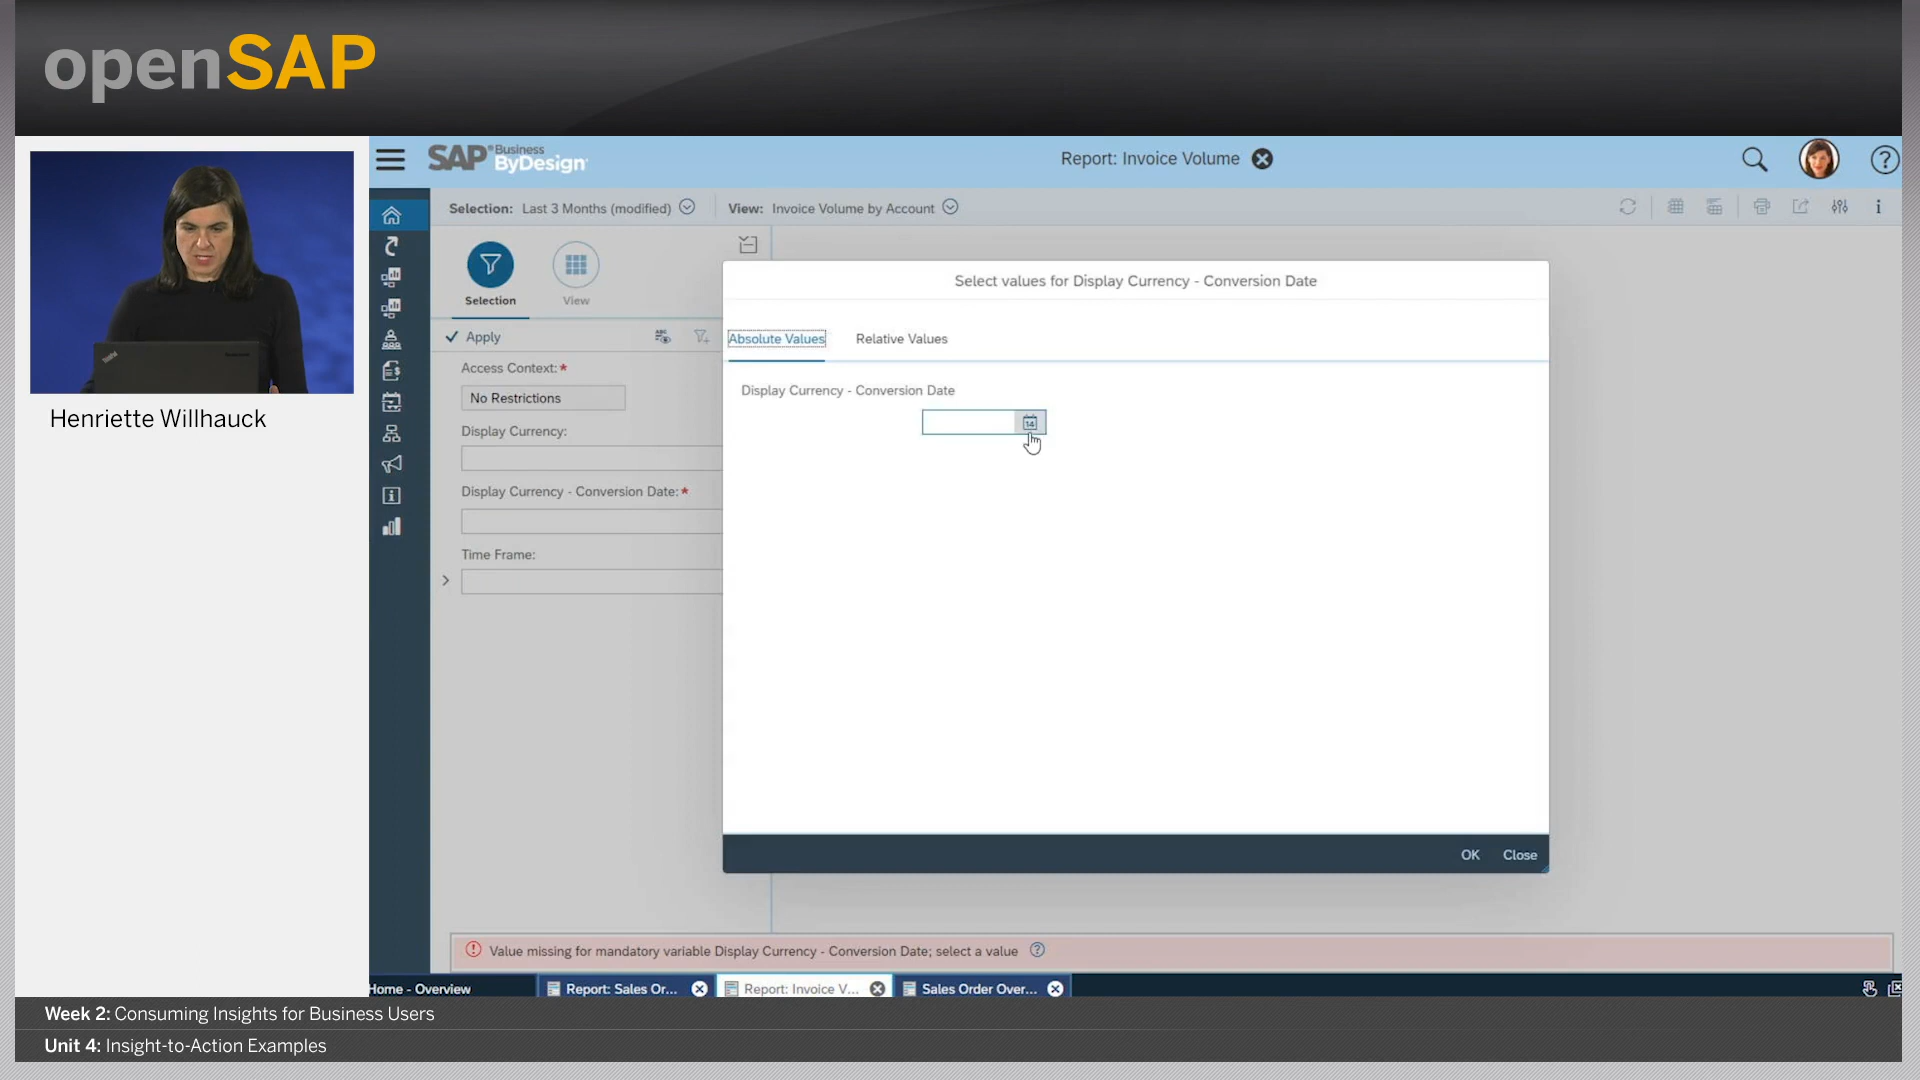 openSAP
Henriette Willhauck
SAP Business ByDesign
Report: Invoice Volume
Selection: Last 3 Months (modified)
View: Invoice Volume by Account
Selection
View
Apply
Access Context:*
No Restrictions
Display Currency:
Display Currency - Conversion Date:*
Time Frame:
Select values for Display Currency - Conversion Date
Absolute Values
Relative Values
Display Currency - Conversion Date
14
OK
Close
Value missing for mandatory variable Display Currency - Conversion Date; select a value
Home - Overview
Report: Sales Or...
Report: Invoice V...
Sales Order Over...
Week 2: Consuming Insights for Business Users
Unit 4: Insight-to-Action Examples